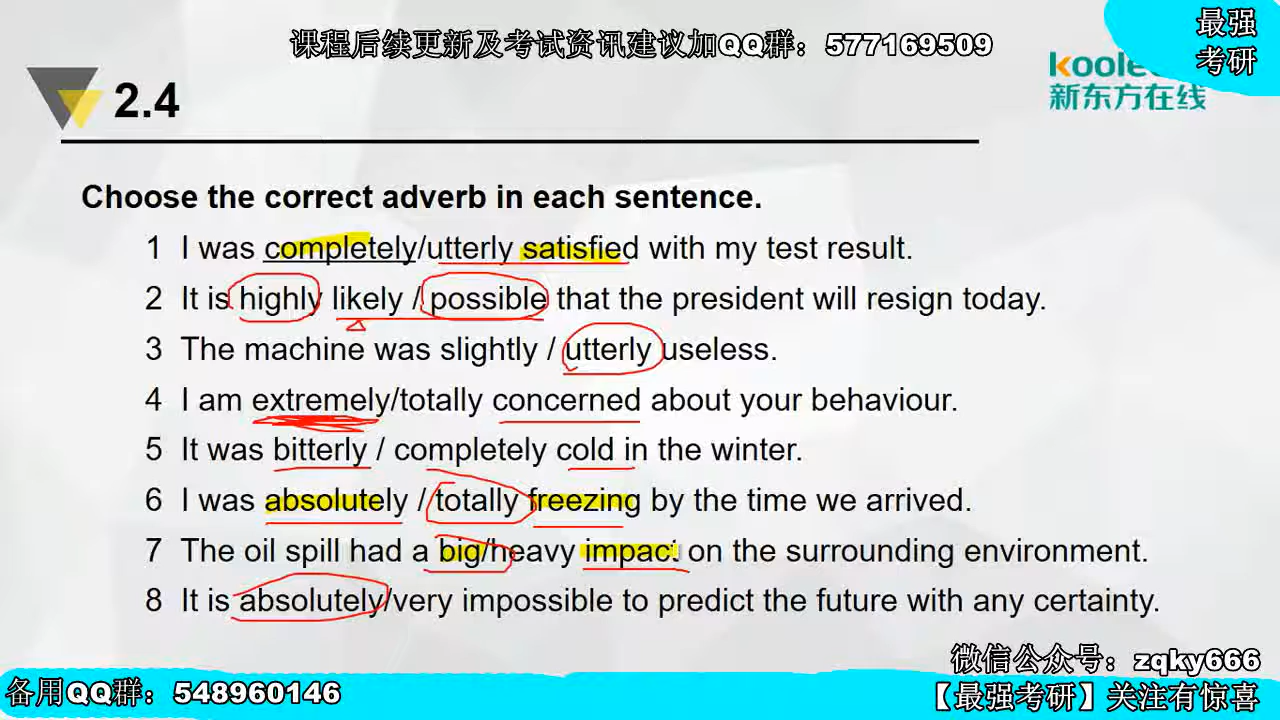 课程后续更新及考试资讯建议加QQ群：577169509
最强
考研
koole
新东方在线
2.4
Choose the correct adverb in each sentence.
1 I was completely/utterly satisfied with my test result.
2 It is highly likely / possible that the president will resign today.
3 The machine was slightly / utterly useless.
4 I am extremely/totally concerned about your behaviour.
5 It was bitterly / completely cold in the winter.
6 I was absolutely / totally freezing by the time we arrived.
7 The oil spill had a big/heavy impact on the surrounding environment.
8 It is absolutely/very impossible to predict the future with any certainty.
微信公众号：zqky666
备用QQ群：548960146
【最强考研】关注有惊喜